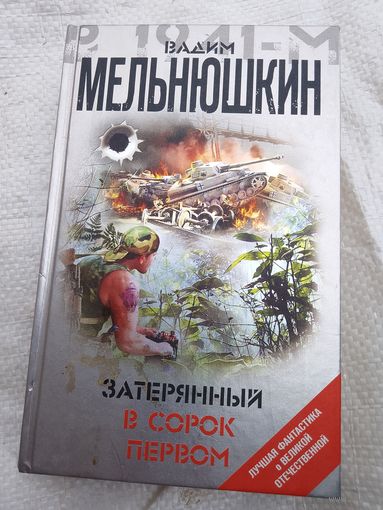 В 1941-М
ВАДИМ
МЕЛЬНЮШКИН
ЗАТЕРЯННЫЙ
В СОРОК
ПЕРВОМ
ЛУЧШАЯ ФАНТАСТИКА
О ВЕЛИКОЙ
ОТЕЧЕСТВЕННОЙ